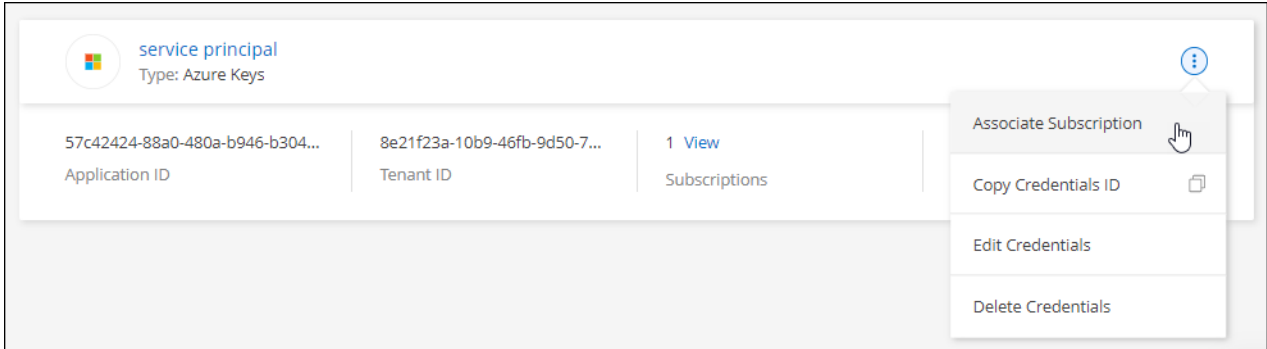 service principal
Type: Azure Keys
57c42424-88a0-480a-b946-b304...
Application ID
8e21f23a-10b9-46fb-9d50-7...
Tenant ID
1 View
Subscriptions
Associate Subscription
Copy Credentials ID
Edit Credentials
Delete Credentials